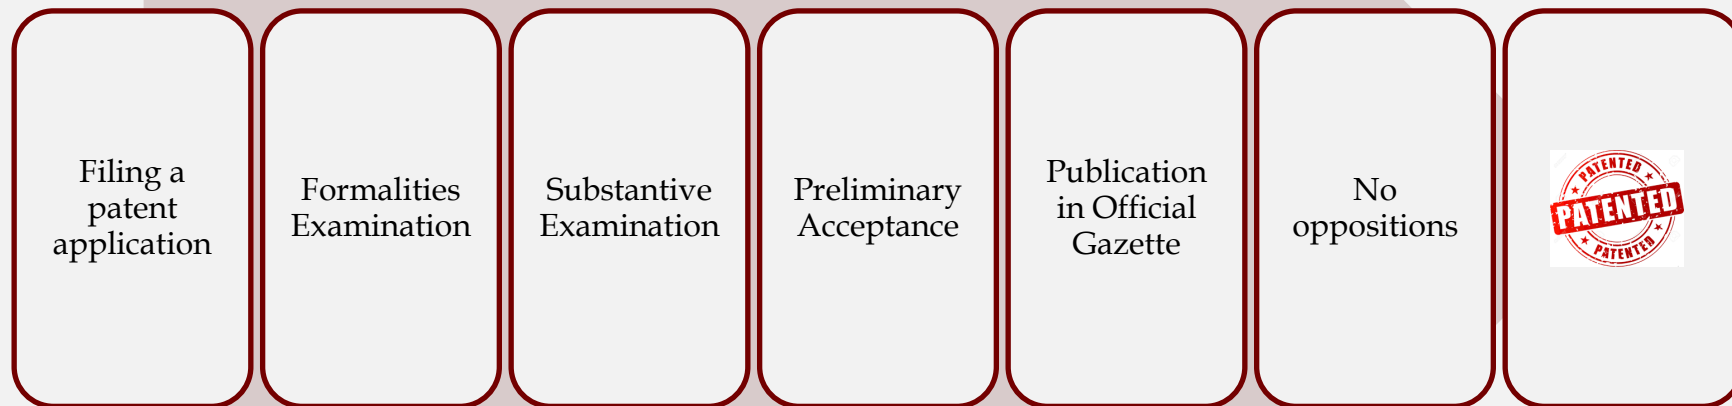 Filing a
patent
application
Formalities
Examination
Substantive
Examination
Preliminary
Acceptance
Publication
in Official
Gazette
No
oppositions
PATENTED
PATENTED
PATENTED